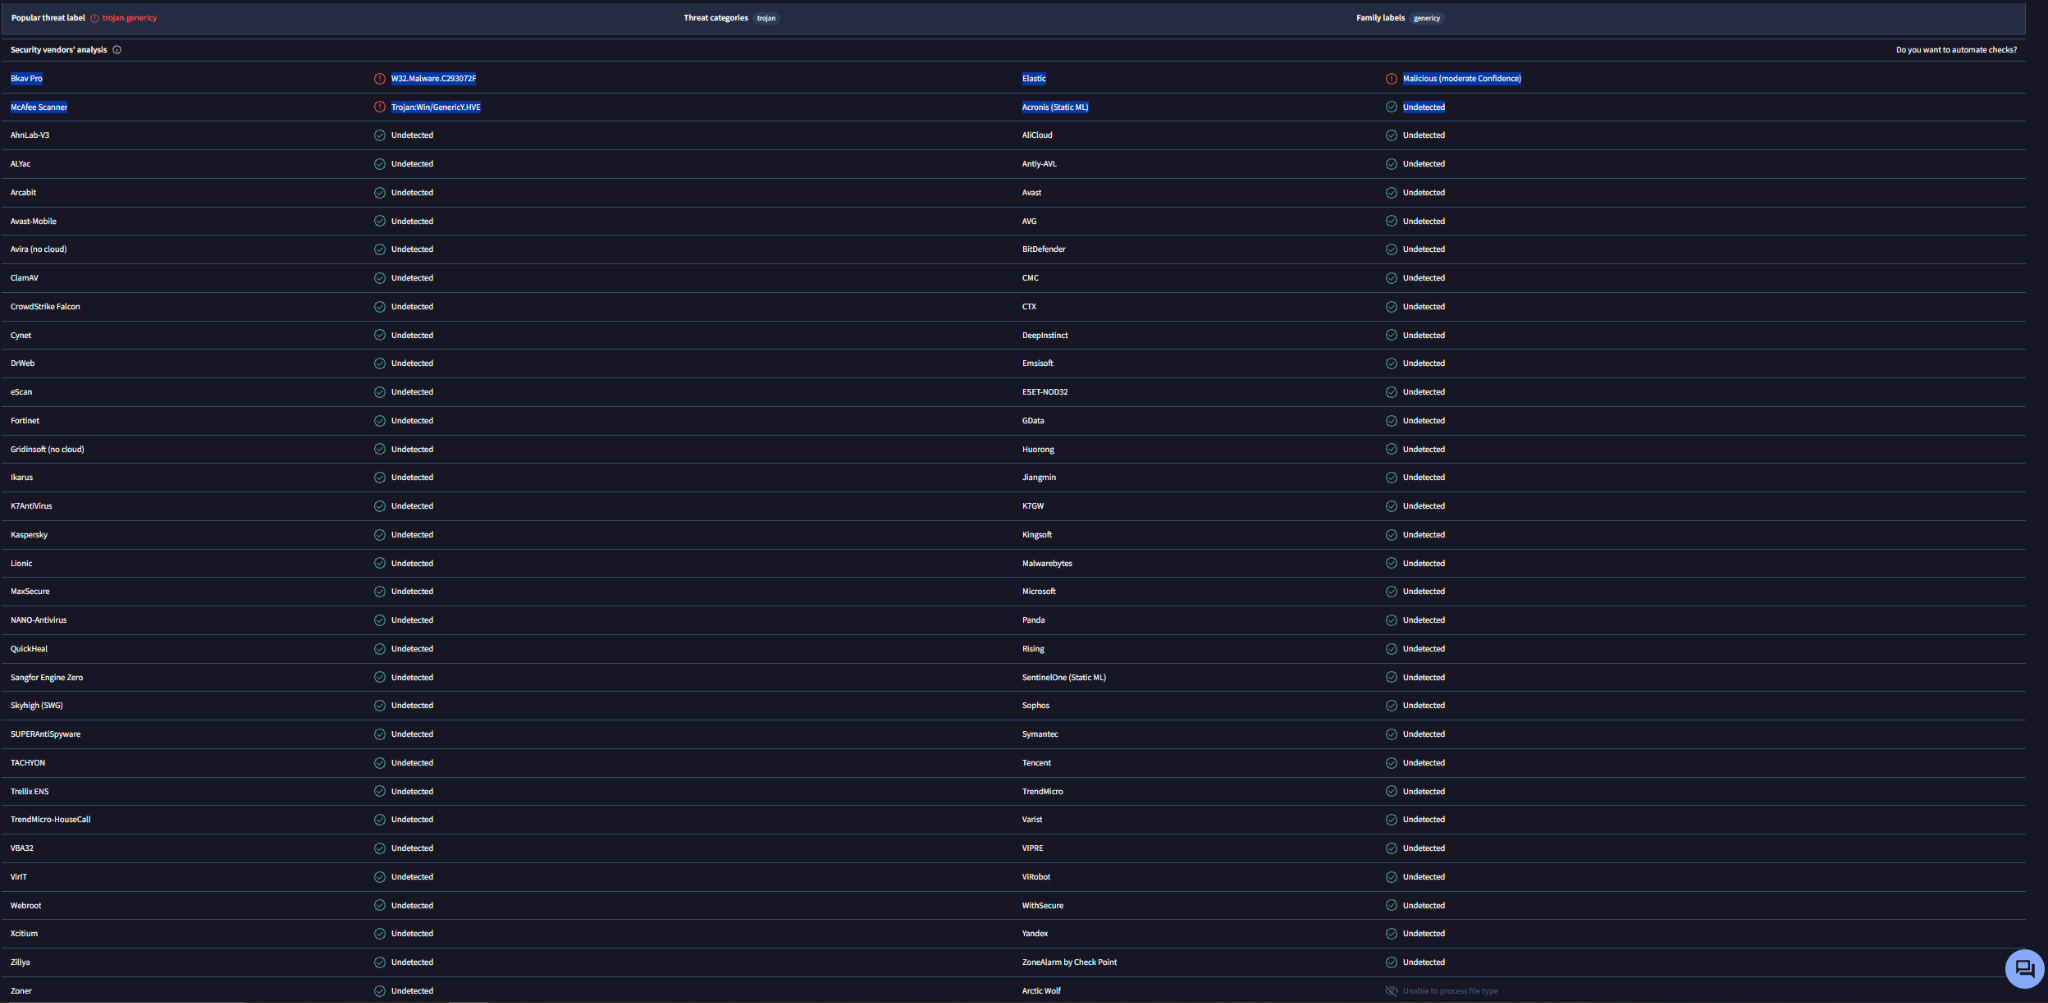 Popular threat label trojan.genericy Threat categories trojan Family labels genericy
Security vendors' analysis Do you want to automate checks?
Bkav Pro W32.Malware.C293072F Elastic Malicious (moderate Confidence)
McAfee Scanner Trojan:Win/GenericY.HVE Acronis (Static ML) Undetected
AhnLab-V3 Undetected AliCloud Undetected
ALYac Undetected Antiy-AVL Undetected
Arcabit Undetected Avast Undetected
Avast-Mobile Undetected AVG Undetected
Avira (no cloud) Undetected BitDefender Undetected
ClamAV Undetected CMC Undetected
CrowdStrike Falcon Undetected CTX Undetected
Cynet Undetected DeepInstinct Undetected
DrWeb Undetected Emsisoft Undetected
eScan Undetected ESET-NOD32 Undetected
Fortinet Undetected GData Undetected
Gridinsoft (no cloud) Undetected Huorong Undetected
Ikarus Undetected Jiangmin Undetected
K7AntiVirus Undetected K7GW Undetected
Kaspersky Undetected Kingsoft Undetected
Lionic Undetected Malwarebytes Undetected
MaxSecure Undetected Microsoft Undetected
NANO-Antivirus Undetected Panda Undetected
QuickHeal Undetected Rising Undetected
Sangfor Engine Zero Undetected SentinelOne (Static ML) Undetected
Skyhigh (SWG) Undetected Sophos Undetected
SUPERAntiSpyware Undetected Symantec Undetected
TACHYON Undetected Tencent Undetected
Trellix ENS Undetected TrendMicro Undetected
TrendMicro-HouseCall Undetected Varist Undetected
VBA32 Undetected VIPRE Undetected
VirIT Undetected ViRobot Undetected
Webroot Undetected WithSecure Undetected
Xcitium Undetected Yandex Undetected
Zillya Undetected ZoneAlarm by Check Point Undetected
Zoner Undetected Arctic Wolf Unable to process file type